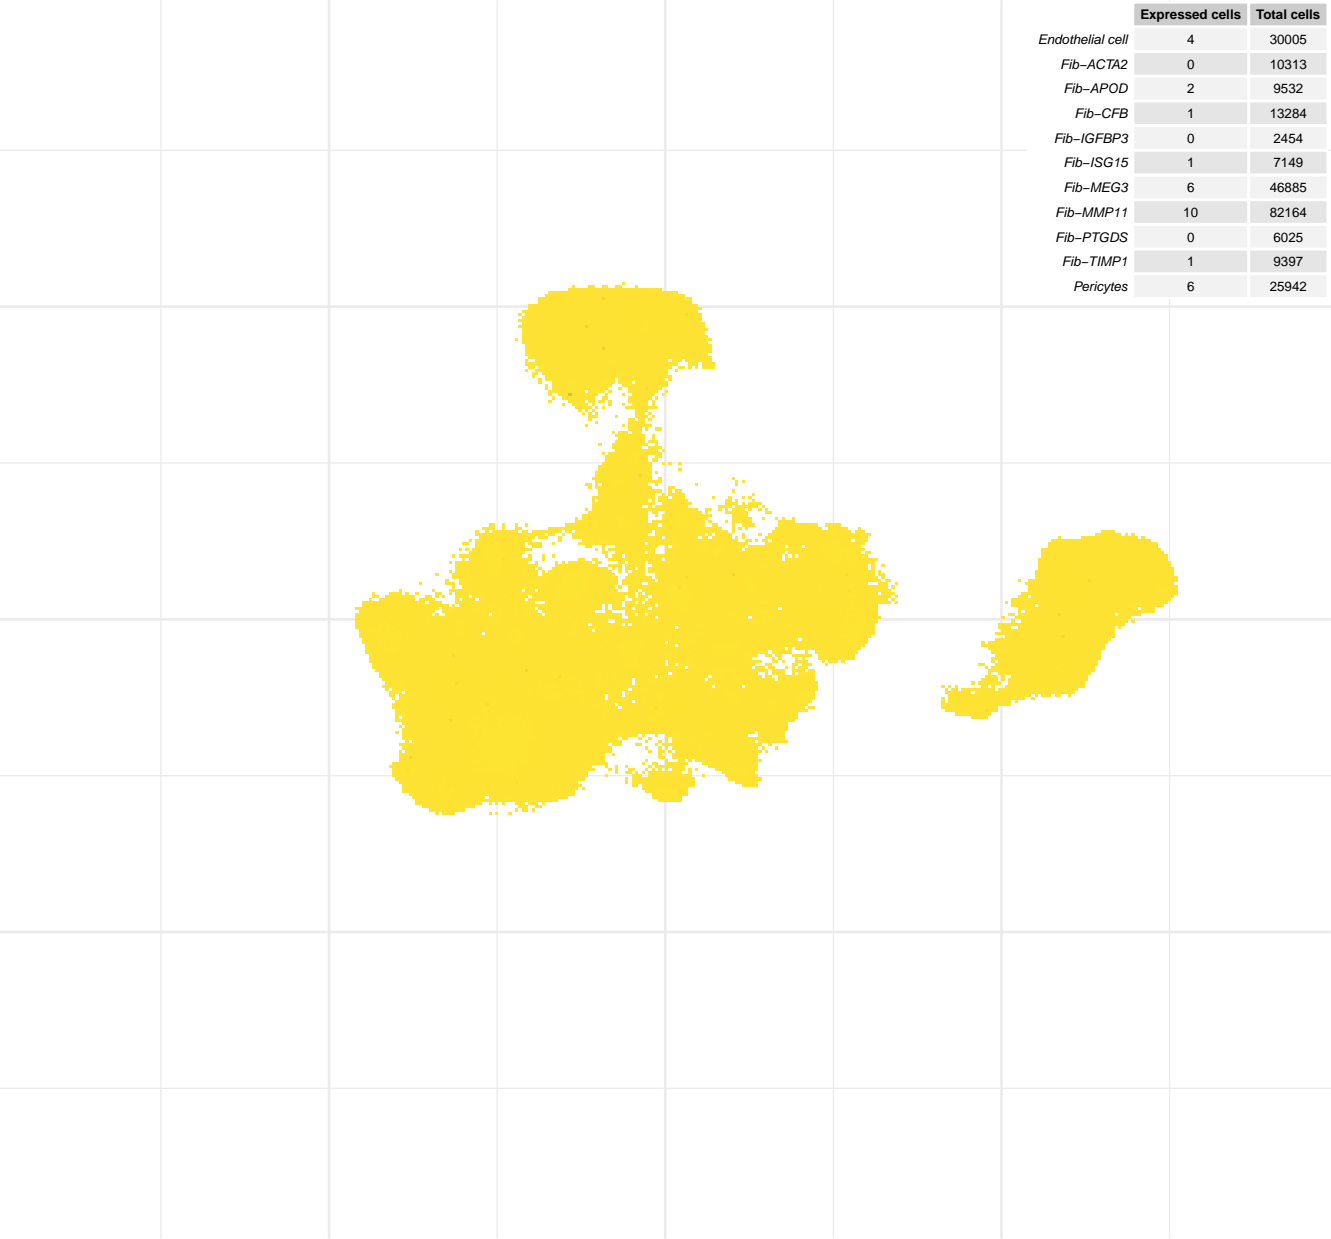 Expressed cells Total cells
Endothelial cell 4 30005
Fib−ACTA2 0 10313
Fib−APOD 2 9532
Fib−CFB 1 13284
Fib−IGFBP3 0 2454
Fib−ISG15 1 7149
Fib−MEG3 6 46885
Fib−MMP11 10 82164
Fib−PTGDS 0 6025
Fib−TIMP1 1 9397
Pericytes 6 25942